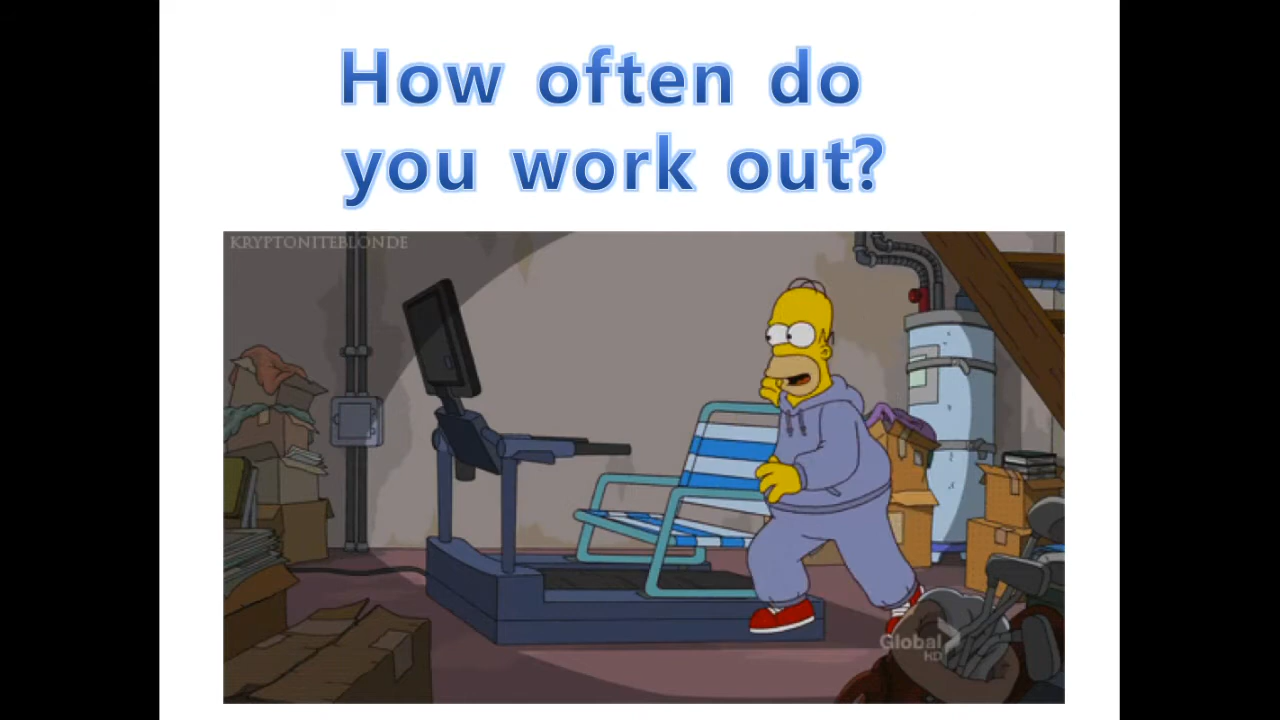 How often do
you work out?
KRYPTONITEBLONDE
Global
HD